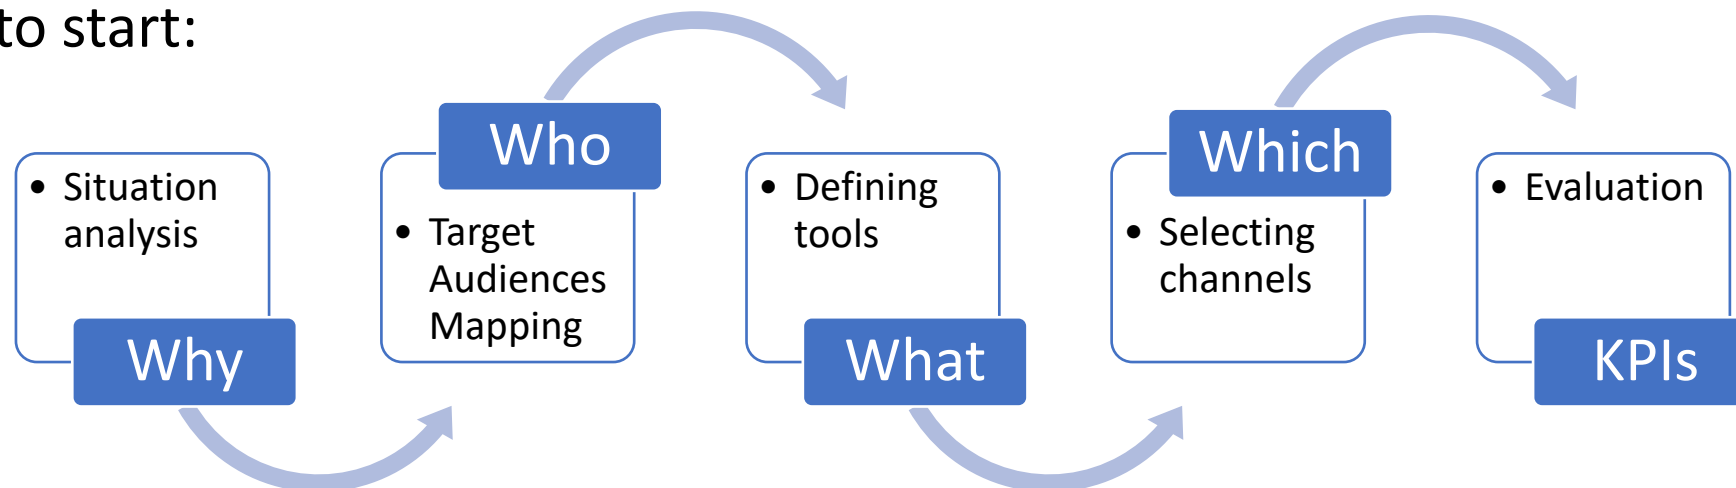 to start:
• Situation
analysis
Why
Who
• Target
Audiences
Mapping
• Defining
tools
What
Which
• Selecting
channels
• Evaluation
KPIs